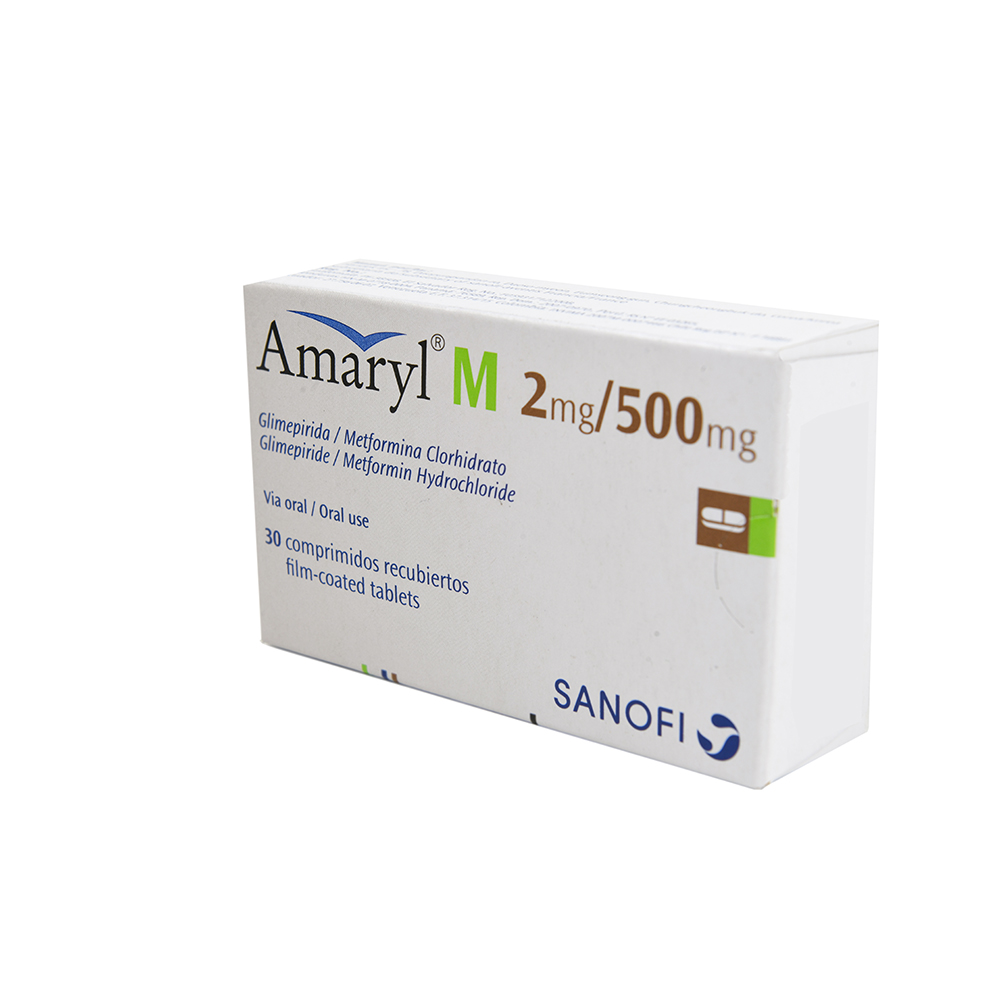 Amaryl® M 2mg/500mg
Glimepirida / Metformina Clorhidrato
Glimepiride / Metformin Hydrochloride
Via oral / Oral use
30 comprimidos recubiertos
film-coated tablets
SANOFI